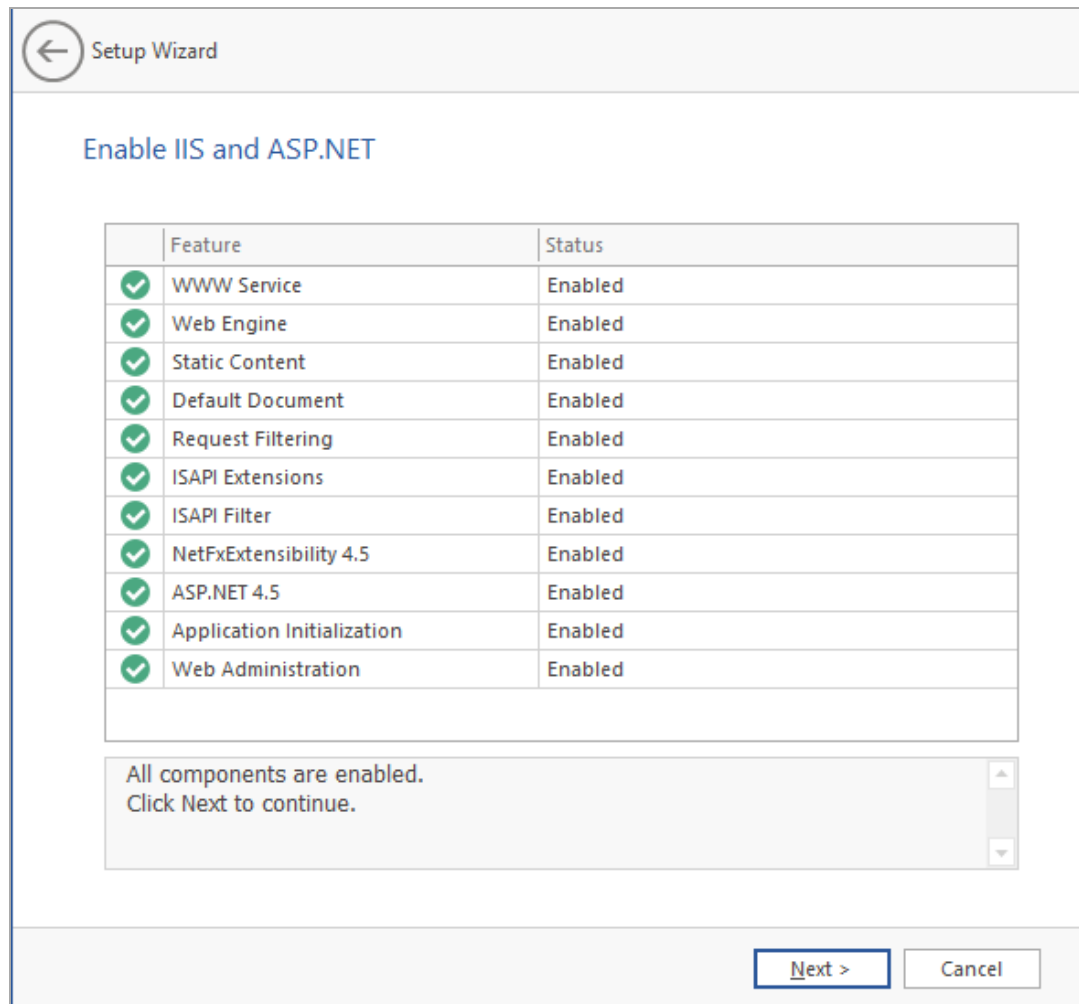 Setup Wizard
Enable IIS and ASP.NET
Feature Status
WWW Service Enabled
Web Engine Enabled
Static Content Enabled
Default Document Enabled
Request Filtering Enabled
ISAPI Extensions Enabled
ISAPI Filter Enabled
NetFxExtensibility 4.5 Enabled
ASP.NET 4.5 Enabled
Application Initialization Enabled
Web Administration Enabled
All components are enabled.
Click Next to continue.
Next > Cancel